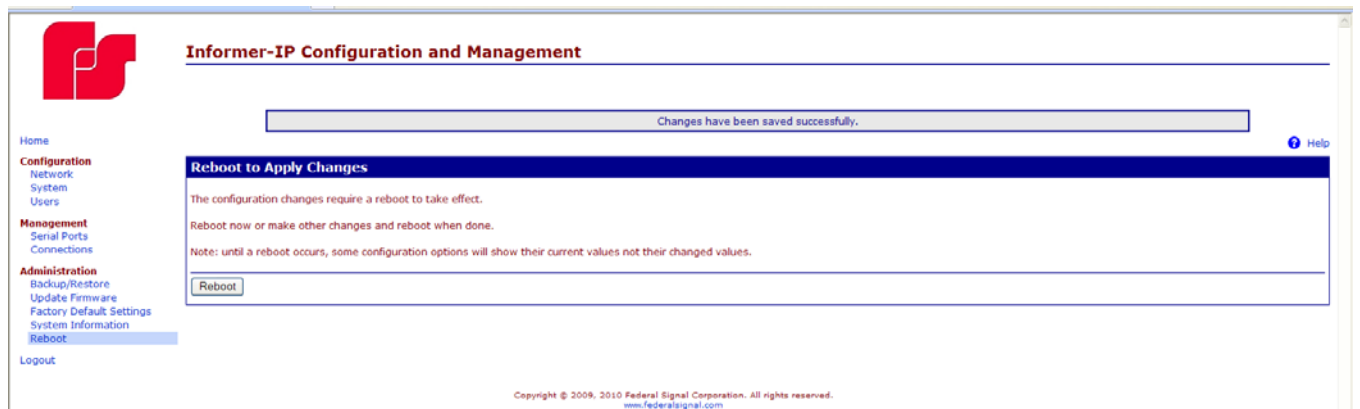 Informer-IP Configuration and Management
Changes have been saved successfully.
Home
Help
Configuration
Network
System
Users
Management
Serial Ports
Connections
Administration
Backup/Restore
Update Firmware
Factory Default Settings
System Information
Reboot
Logout
Reboot to Apply Changes
The configuration changes require a reboot to take effect.
Reboot now or make other changes and reboot when done.
Note: until a reboot occurs, some configuration options will show their current values not their changed values.
Reboot
Copyright © 2009, 2010 Federal Signal Corporation. All rights reserved.
www.federalsignal.com